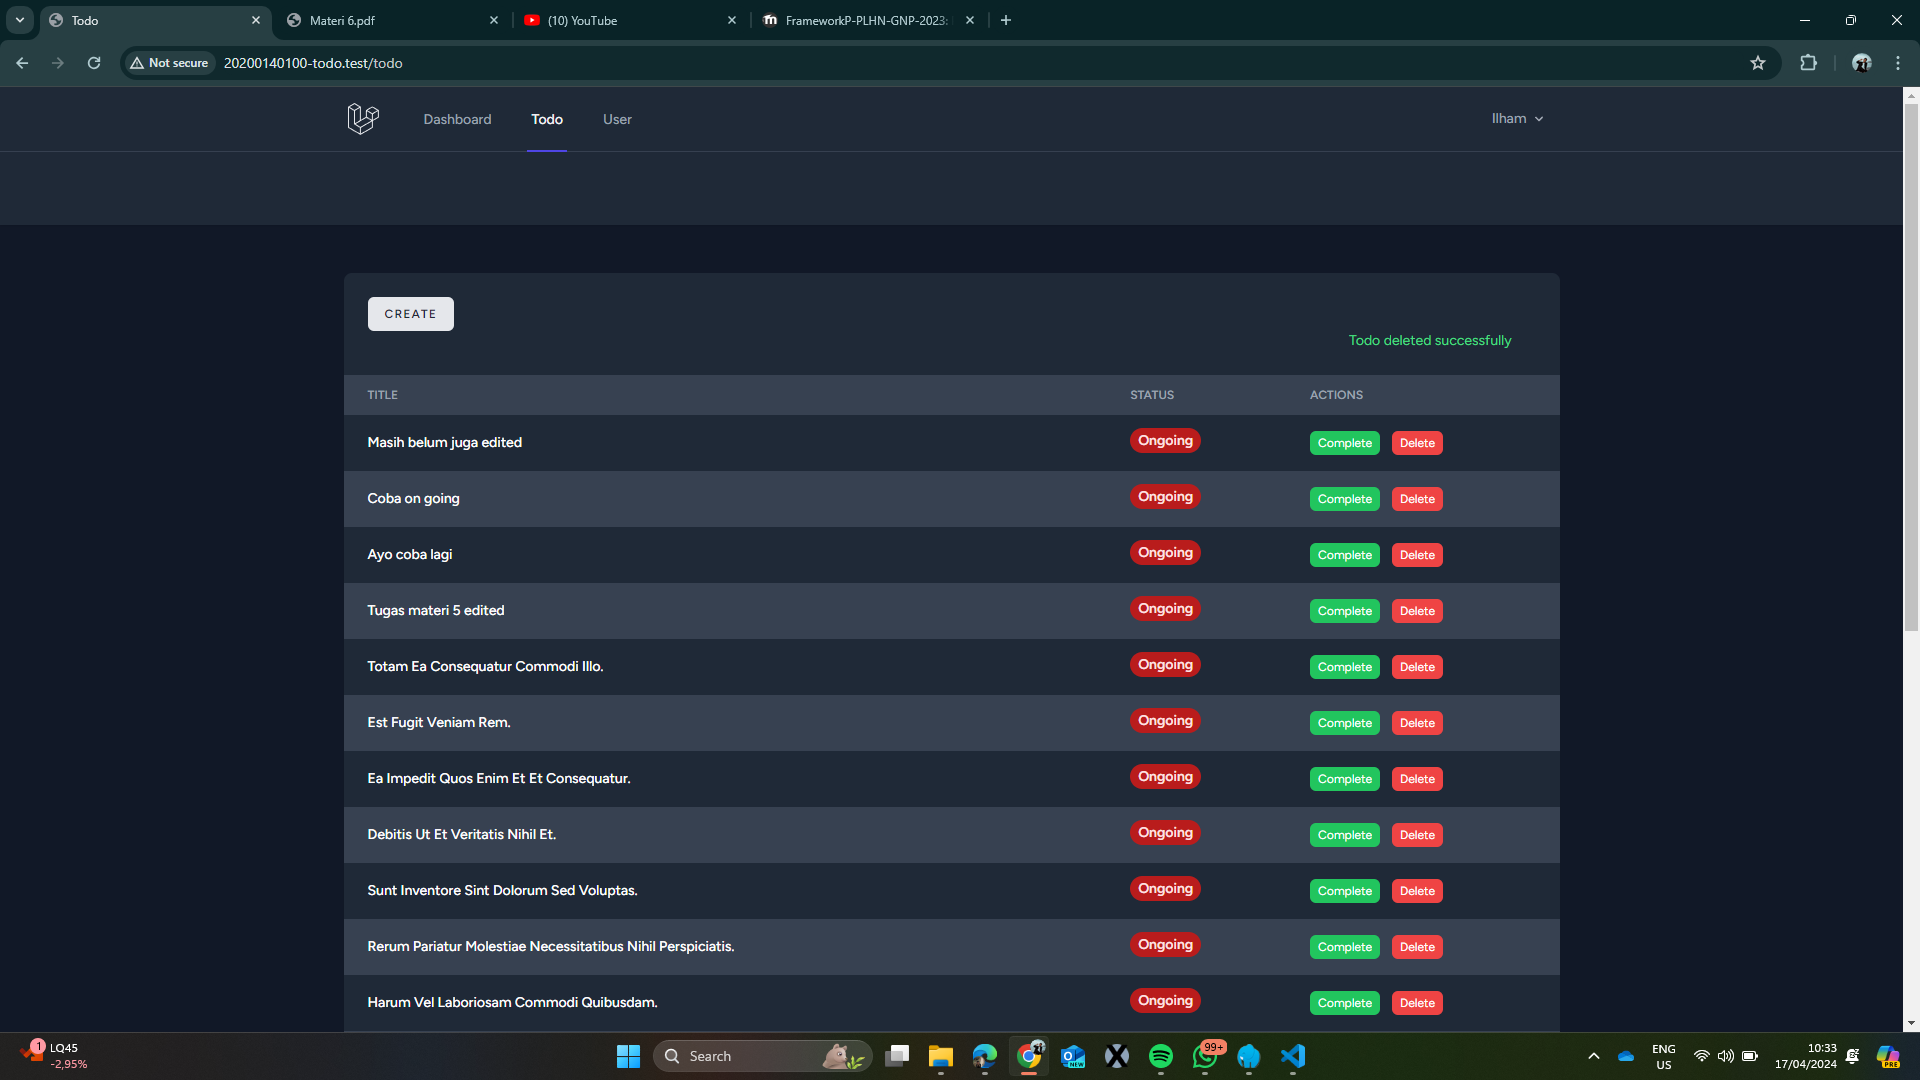 Todo
Materi 6.pdf
(10) YouTube
FrameworkP-PLHN-GNP-2023:
Not secure
20200140100-todo.test/todo
Dashboard
Todo
User
Ilham
CREATE
Todo deleted successfully
TITLE STATUS ACTIONS
Masih belum juga edited Ongoing Complete Delete
Coba on going Ongoing Complete Delete
Ayo coba lagi Ongoing Complete Delete
Tugas materi 5 edited Ongoing Complete Delete
Totam Ea Consequatur Commodi Illo. Ongoing Complete Delete
Est Fugit Veniam Rem. Ongoing Complete Delete
Ea Impedit Quos Enim Et Et Consequatur. Ongoing Complete Delete
Debitis Ut Et Veritatis Nihil Et. Ongoing Complete Delete
Sunt Inventore Sint Dolorum Sed Voluptas. Ongoing Complete Delete
Rerum Pariatur Molestiae Necessitatibus Nihil Perspiciatis. Ongoing Complete Delete
Harum Vel Laboriosam Commodi Quibusdam. Ongoing Complete Delete
1
LQ45
-2,95%
Search
NEW
99+
ENG
US
10:33
17/04/2024
PRE